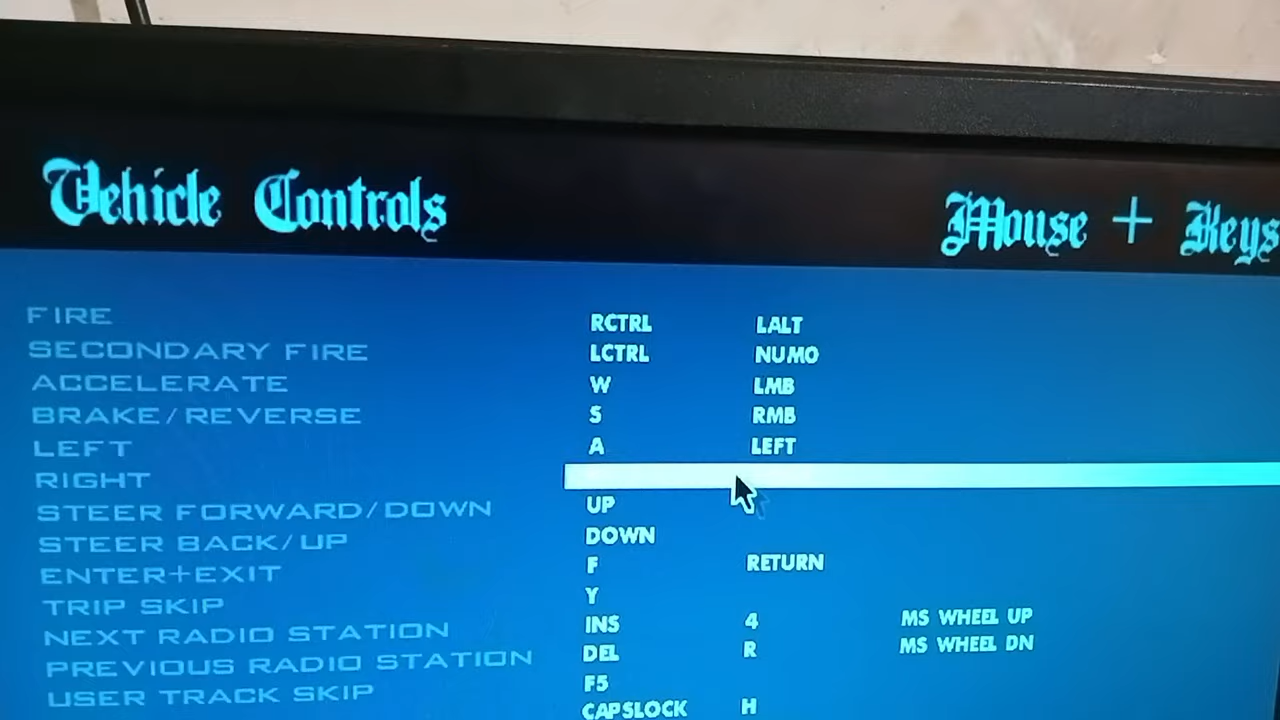 Vehicle Controls Mouse + Keys
FIRE RCTRL LALT
SECONDARY FIRE LCTRL NUM0
ACCELERATE W LMB
BRAKE/REVERSE S RMB
LEFT A LEFT
RIGHT
STEER FORWARD/DOWN UP
STEER BACK/UP DOWN
ENTER+EXIT F RETURN
TRIP SKIP Y
NEXT RADIO STATION INS 4 MS WHEEL UP
PREVIOUS RADIO STATION DEL R MS WHEEL DN
USER TRACK SKIP F5
CAPSLOCK H